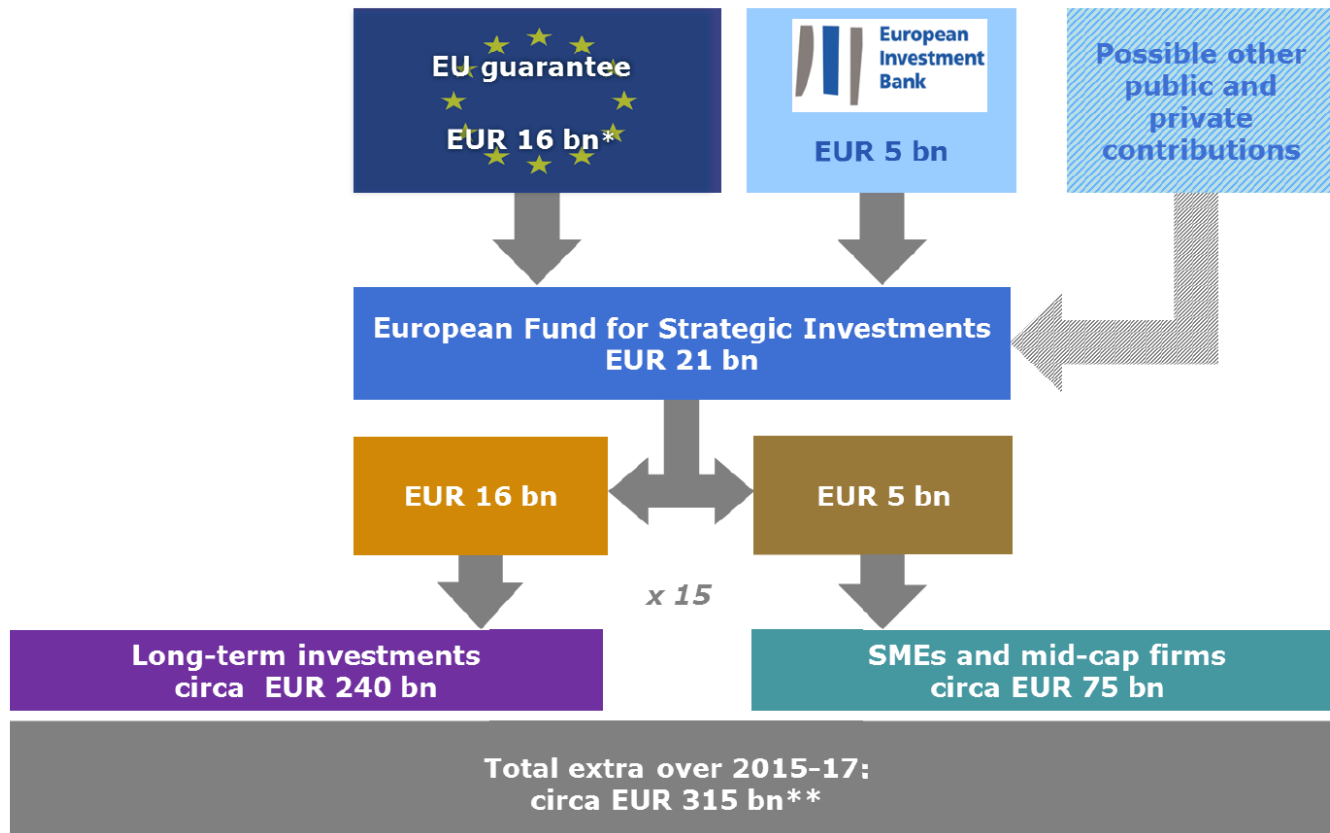 EU guarantee
EUR 16 bn*
European
Investment
Bank
EUR 5 bn
Possible other
public and
private
contributions
European Fund for Strategic Investments
EUR 21 bn
EUR 16 bn
EUR 5 bn
x 15
Long-term investments
circa EUR 240 bn
SMEs and mid-cap firms
circa EUR 75 bn
Total extra over 2015-17:
circa EUR 315 bn**